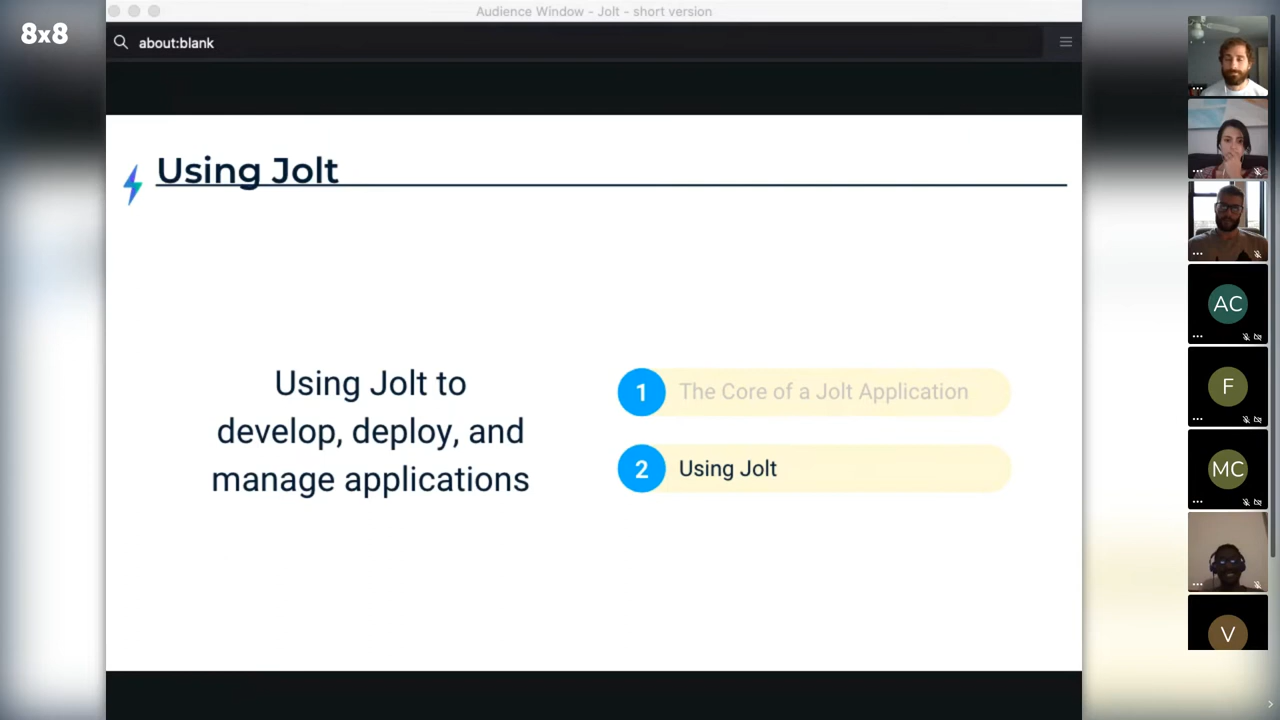 8x8
Audience Window - Jolt - short version
about:blank
Using Jolt
Using Jolt to
develop, deploy, and
manage applications
1 The Core of a Jolt Application
2 Using Jolt
AC
F
MC
V